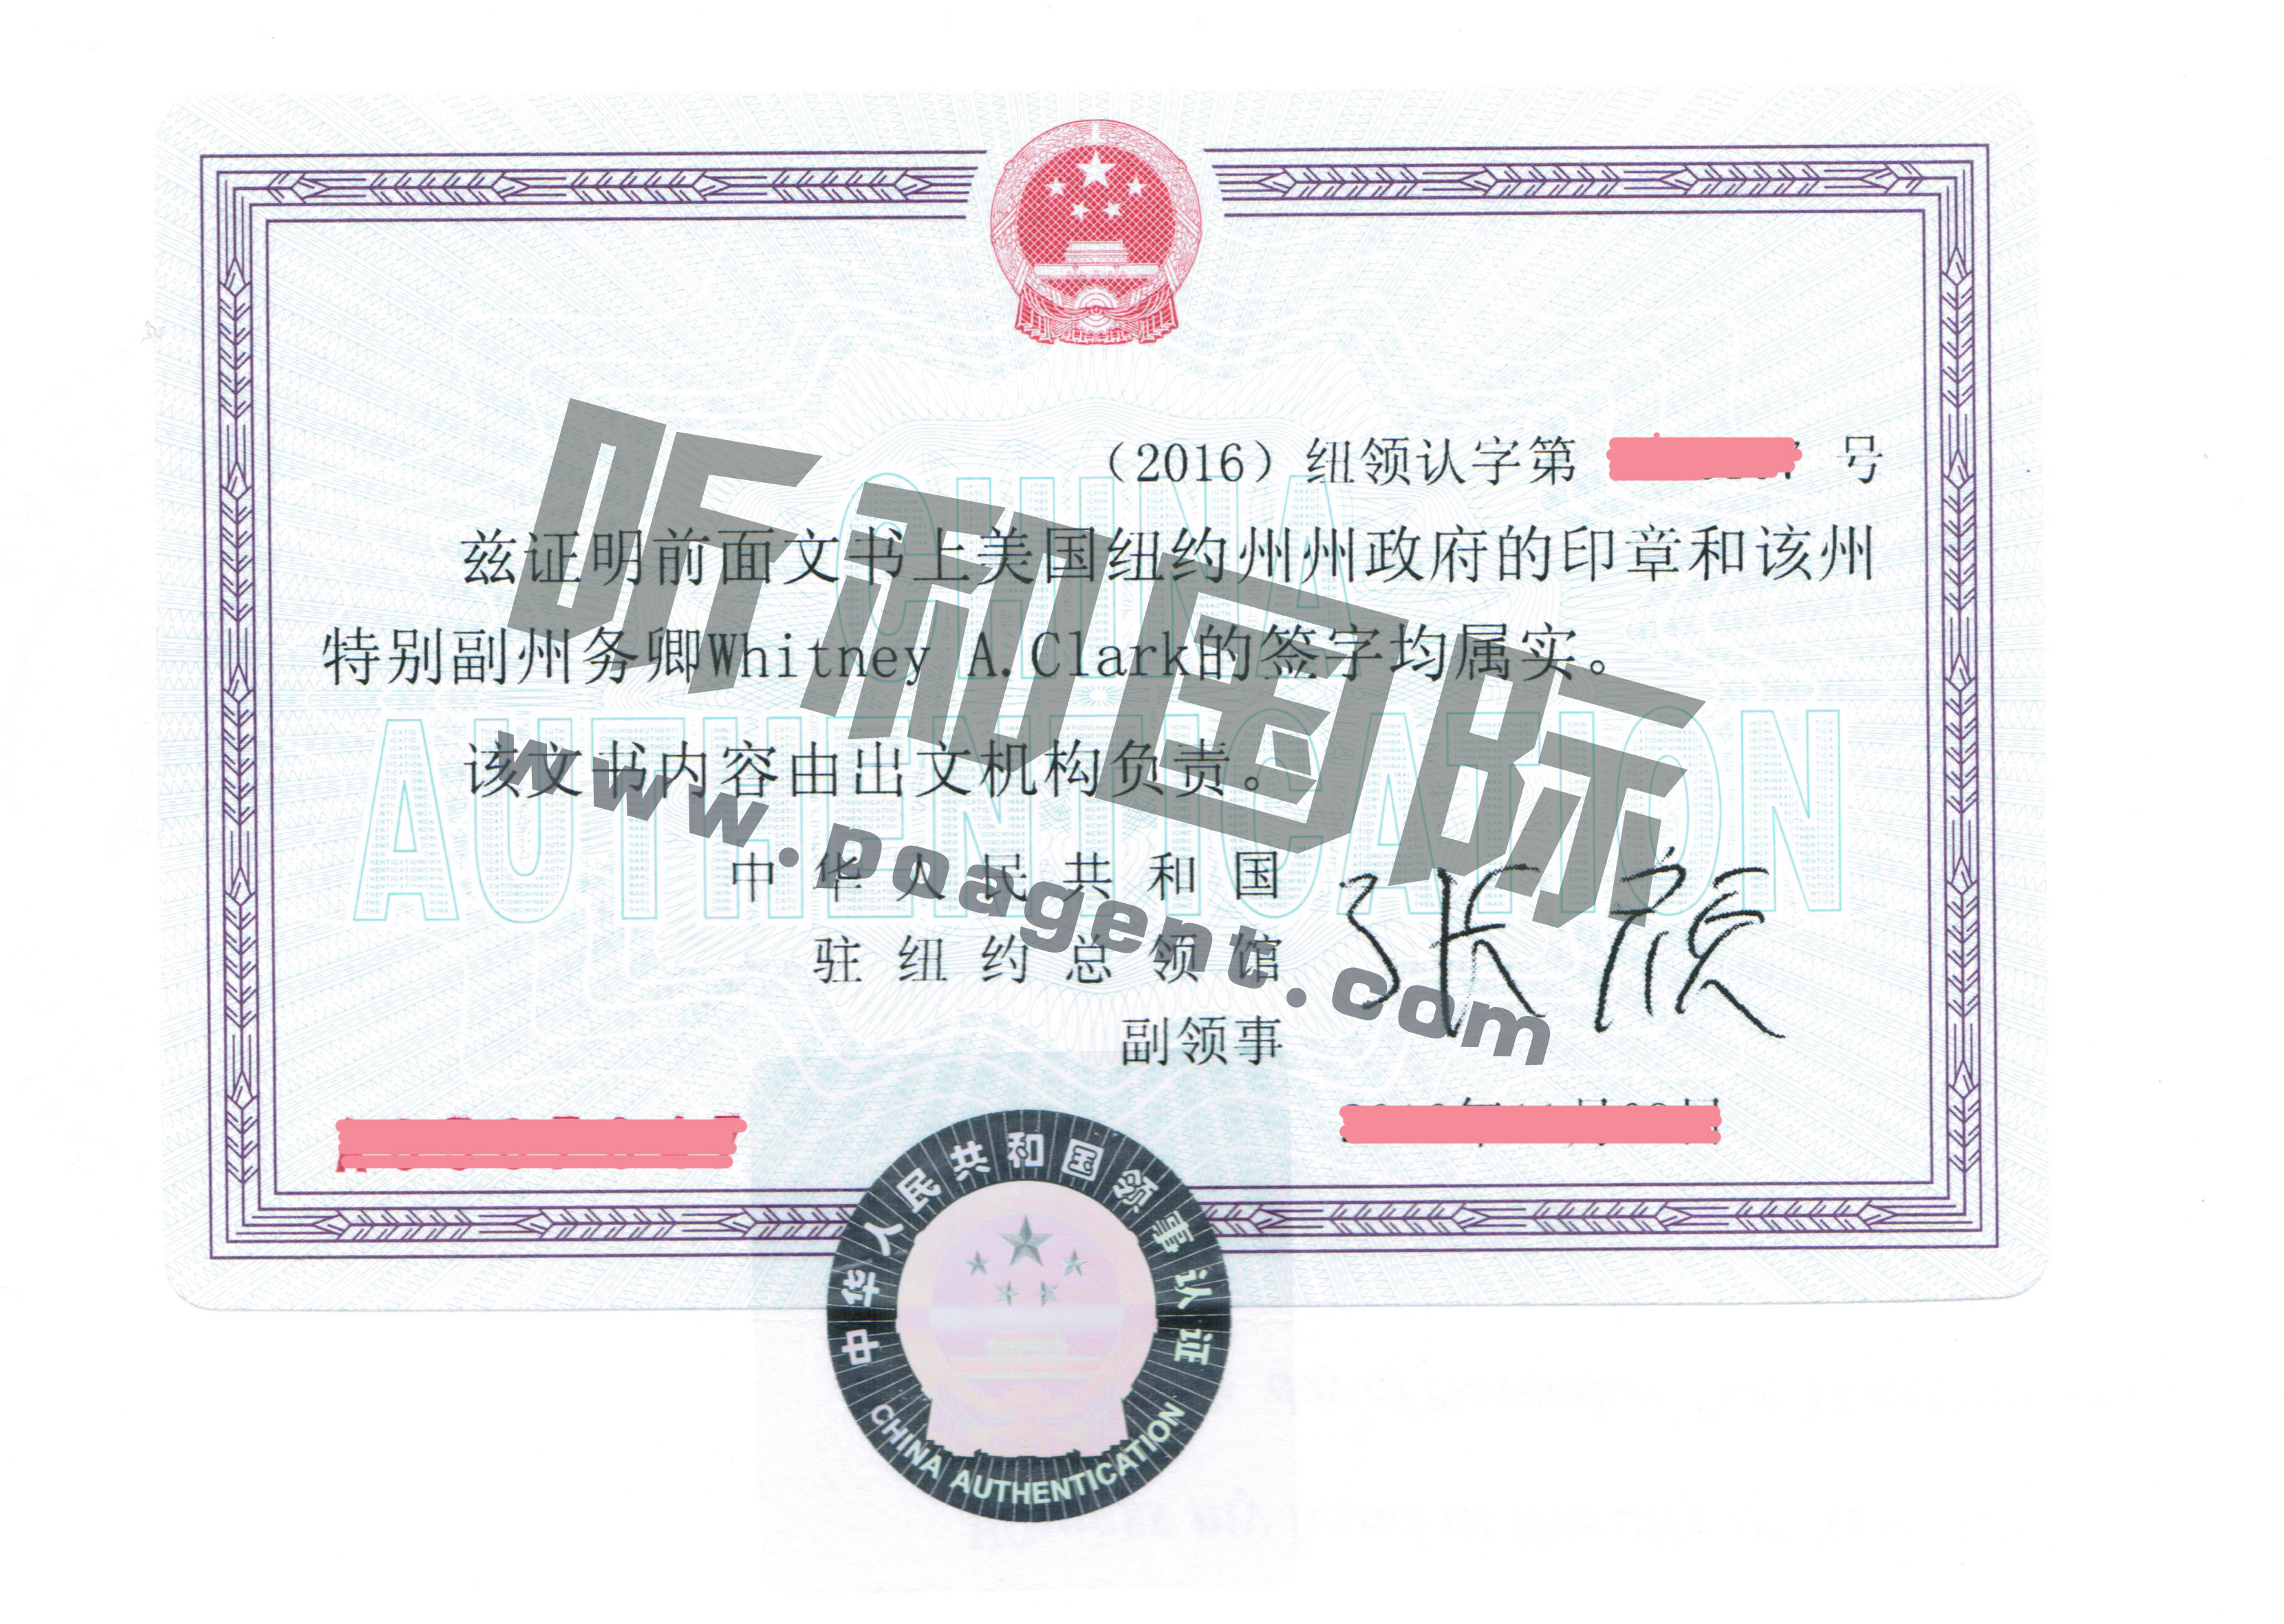 （2016）纽领认字第 号
兹证明前面文书上美国纽约州州政府的印章和该州
特别副州务卿Whitney A.Clark的签字均属实。
该文书内容由出文机构负责。
中华人民共和国
驻纽约总领馆
副领事
张
CHINA
AUTHENTICATION
听和国际
www.poagent.com
中华人民共和国领事认证
CHINA AUTHENTICATION